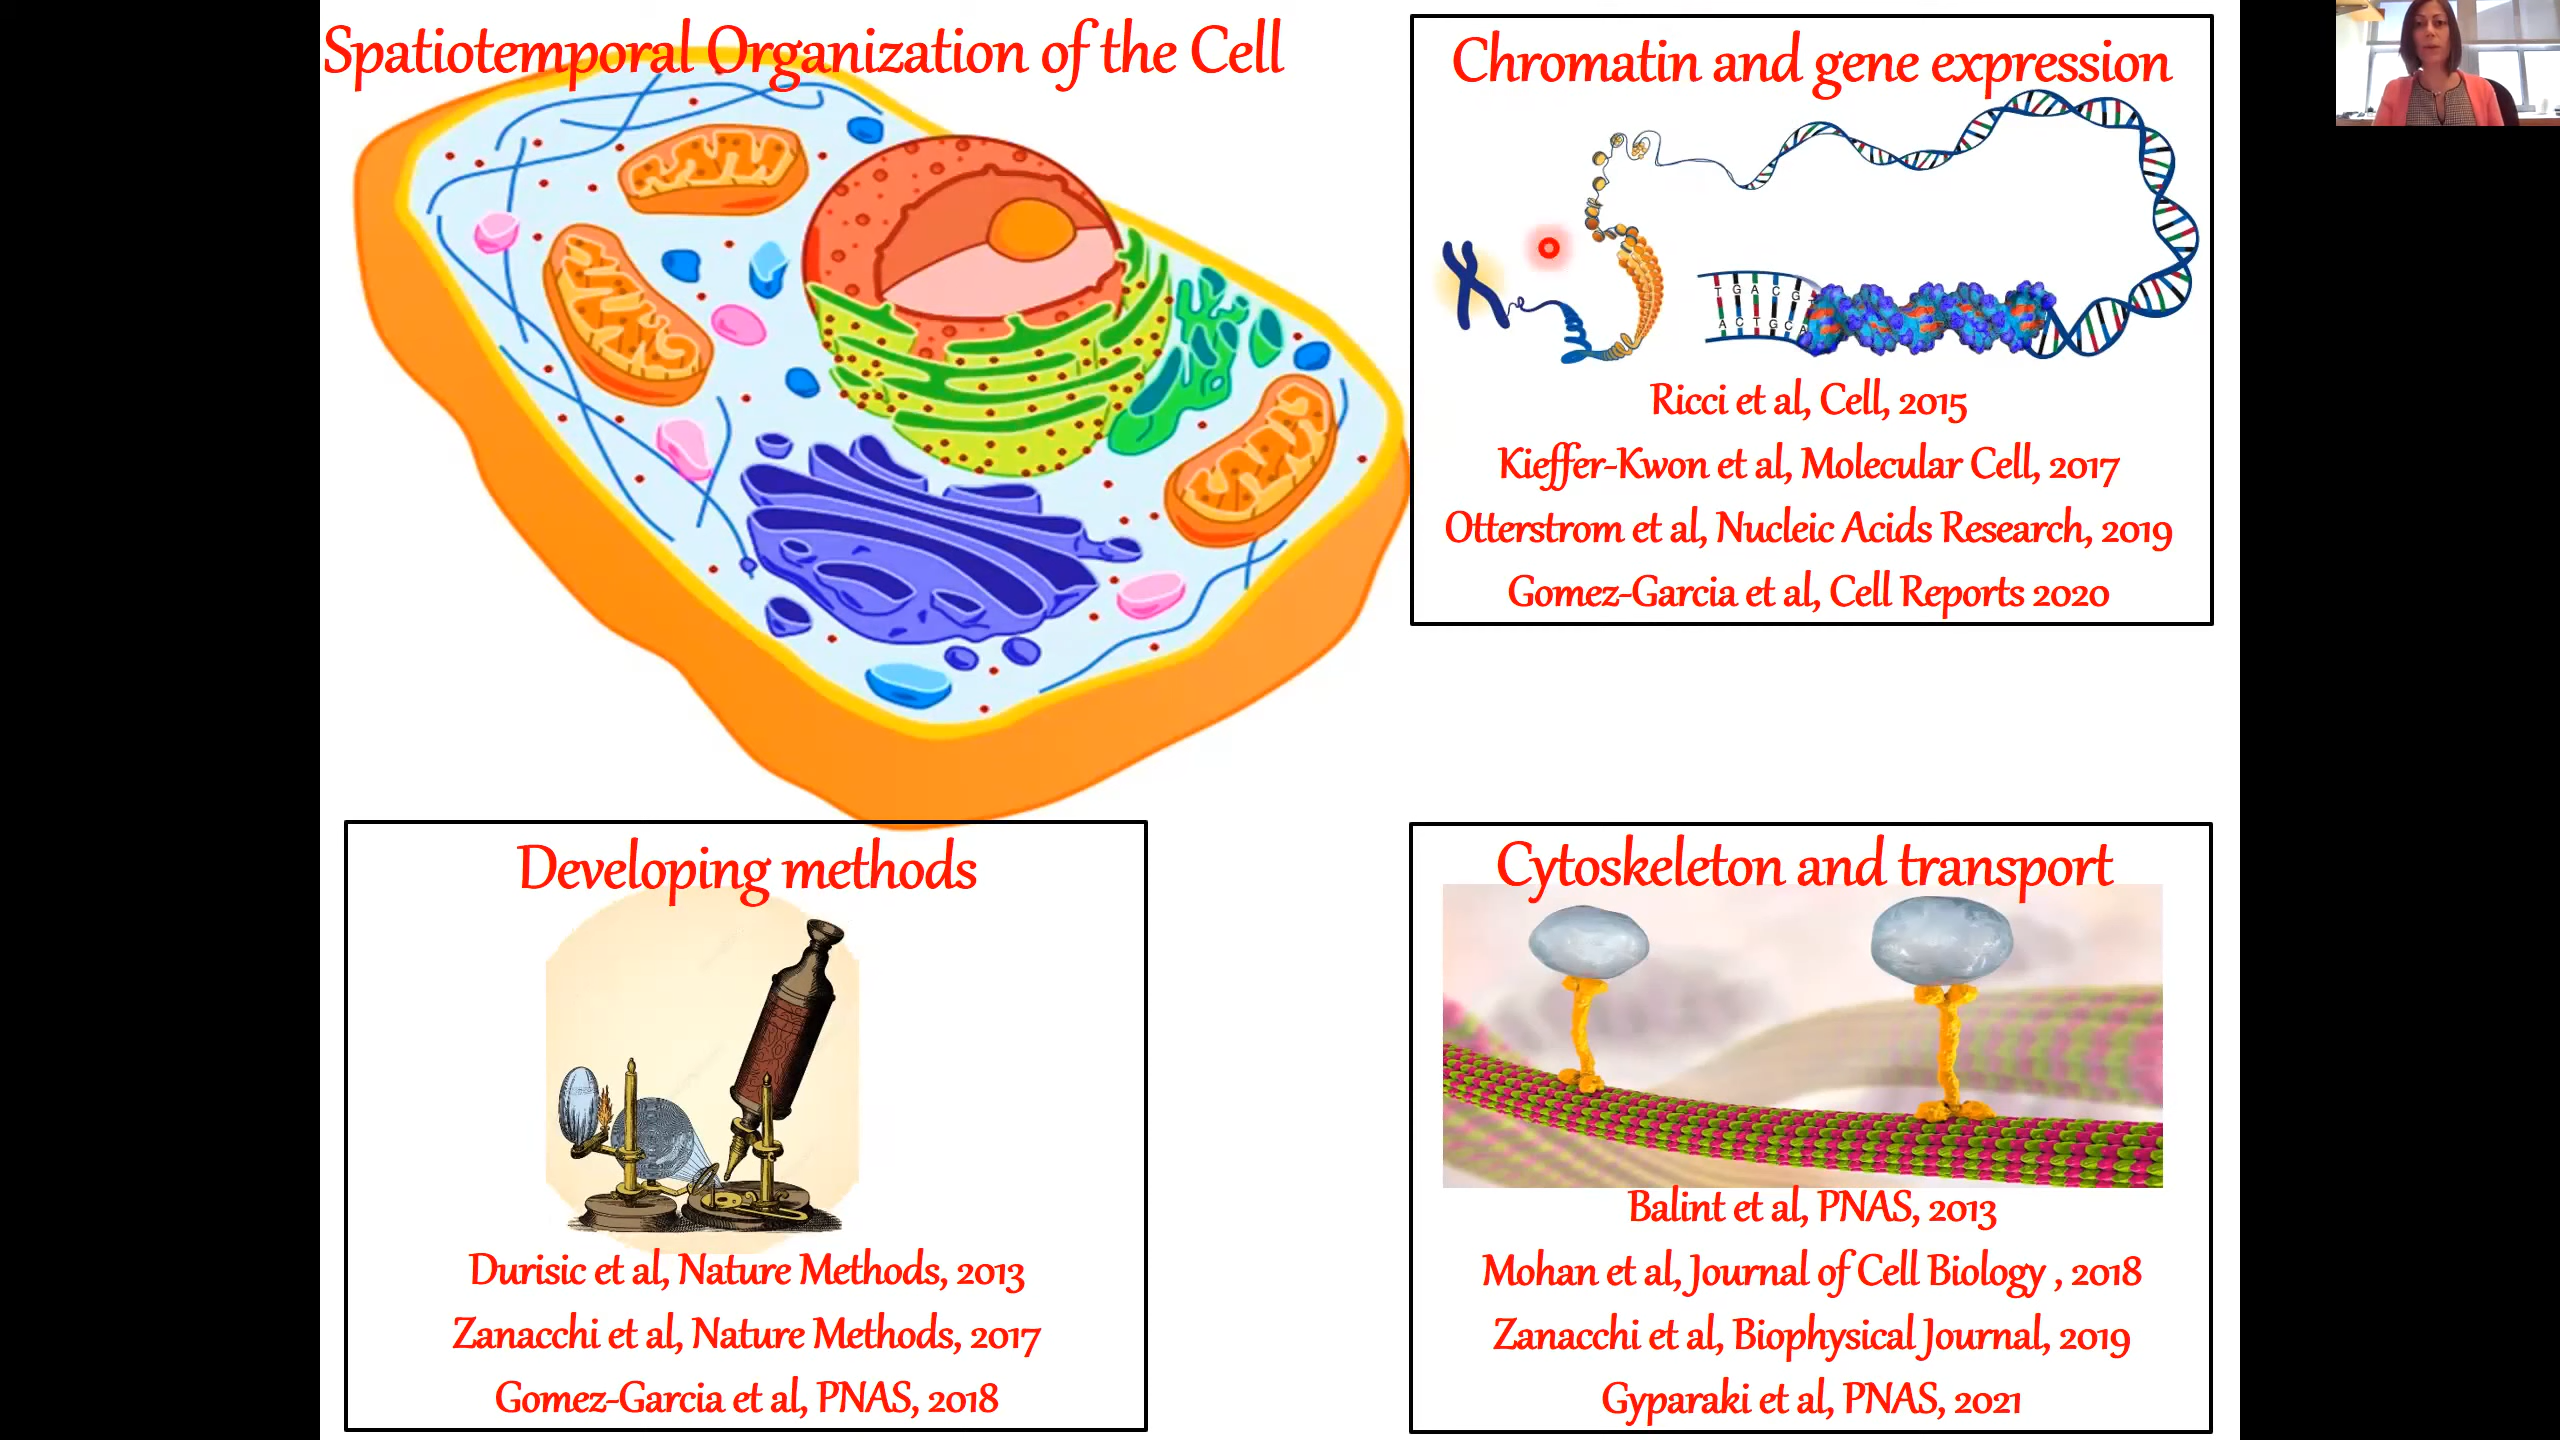 Spatiotemporal Organization of the Cell
Chromatin and gene expression
T G A C G T
A C T G C A
Ricci et al, Cell, 2015
Kieffer-Kwon et al, Molecular Cell, 2017
Otterstrom et al, Nucleic Acids Research, 2019
Gomez-Garcia et al, Cell Reports 2020
Developing methods
Durisic et al, Nature Methods, 2013
Zanacchi et al, Nature Methods, 2017
Gomez-Garcia et al, PNAS, 2018
Cytoskeleton and transport
Balint et al, PNAS, 2013
Mohan et al, Journal of Cell Biology , 2018
Zanacchi et al, Biophysical Journal, 2019
Gyparaki et al, PNAS, 2021